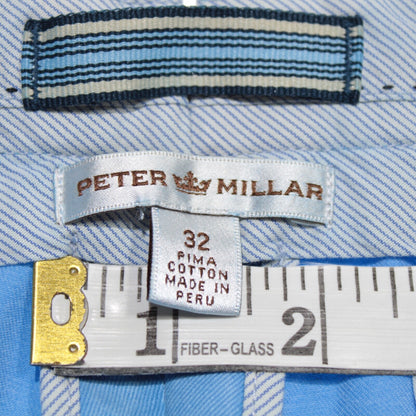 PETER MILLAR
32
PIMA
COTTON
MADE IN
PERU
1 FIBER-GLASS 2